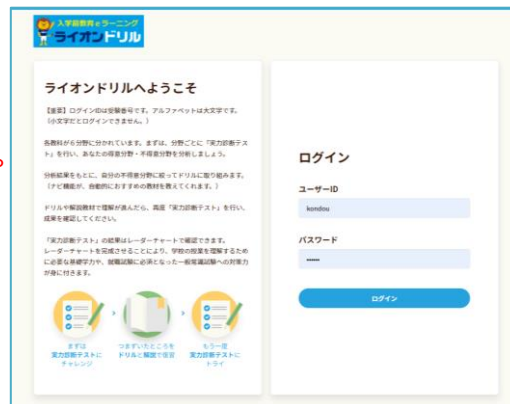 入学前教育eラーニング
ライオンドリル
ライオンドリルへようこそ
【重要】ログインIDは受験番号です。アルファベットは大文字です。
(小文字だとログインできません。)
各教科が6分野に分かれています。まずは、分野ごとに「実力診断テス
ト」を行い、あなたの得意分野・不得意分野を分析しましょう。
分析結果をもとに、自分の不得意分野に絞ってドリルに取り組みます。
(ナビ機能が、自動的におすすめの教材を教えてくれます。)
ドリルや解説教材で理解が進んだら、再度「実力診断テスト」を行い、
成果を確認してください。
「実力診断テスト」の結果はレーダーチャートで確認できます。
レーダーチャートを完成させることにより、学校の授業を理解するため
に必要な基礎学力や、就職試験に必須となった一般常識試験への対策力
が身に付きます。
まずは
実力診断テストに
チャレンジ
つまずいたところを
ドリルと解説で復習
もう一度
実力診断テストに
トライ
ログイン
ユーザーID
kondou
パスワード
••••••
ログイン